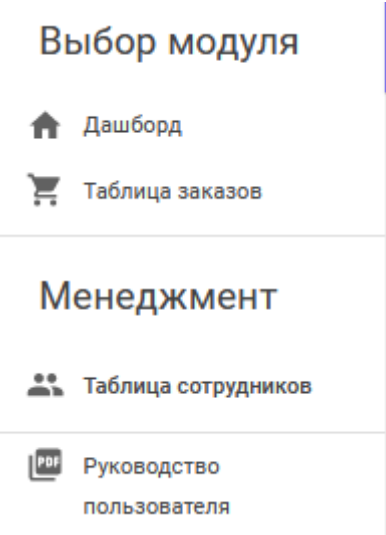 Выбор модуля
Дашборд
Таблица заказов
Менеджмент
Таблица сотрудников
PDF
Руководство
пользователя